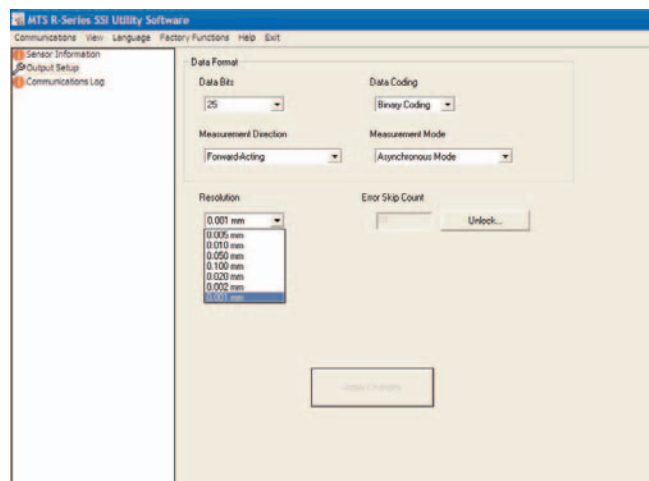 MTS R-Series SSI Utility Software
Communications View Language Factory Functions Help Exit
Sensor Information
Output Setup
Communications Log
Data Format
Data Bits
Data Coding
25
Binary Coding
Measurement Direction
Measurement Mode
Forward-Acting
Asynchronous Mode
Resolution
Error Skip Count
0.001 mm
Unlock...
0.005 mm
0.010 mm
0.050 mm
0.100 mm
0.020 mm
0.002 mm
0.001 mm
Changes